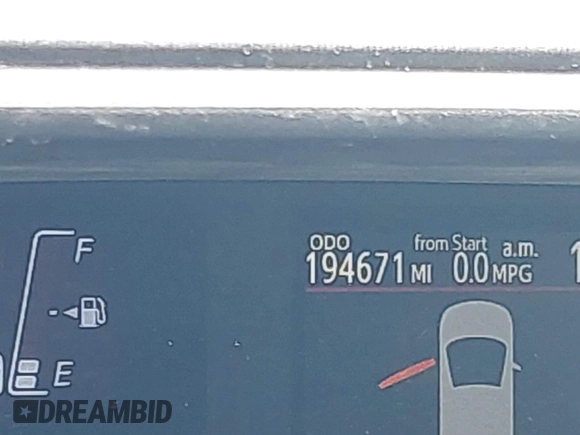 F
ODO from Start a.m.
194671 MI 0.0 MPG
E
DREAMBID